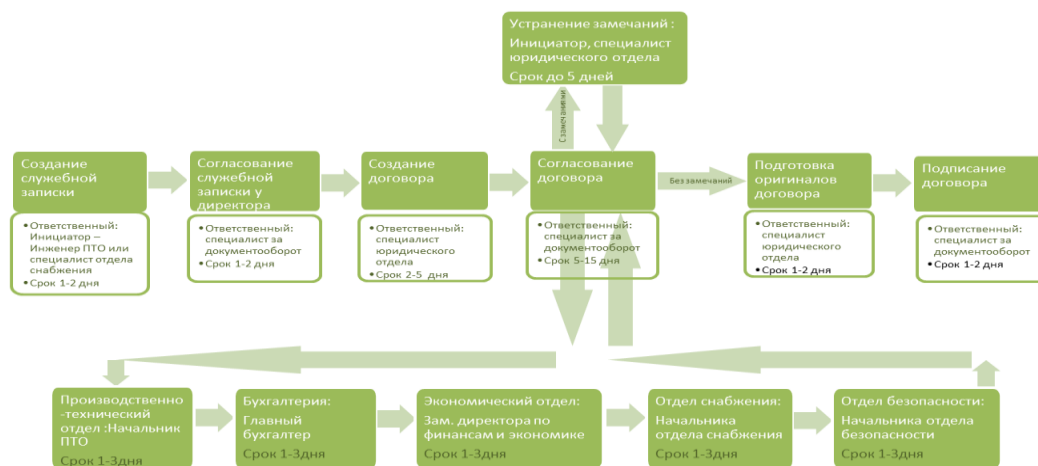 Устранение замечаний :
Инициатор, специалист
юридического отдела
Срок до 5 дней
С замечаниями
Создание
служебной
записки
Согласование
служебной
записки у
директора
Создание
договора
Согласование
договора
Без замечаний
Подготовка
оригиналов
договора
Подписание
договора
•Ответственный:
Инициатор –
Инженер ПТО или
специалист отдела
снабжения
•Срок 1-2 дня
•Ответственный:
специалист за
документооборот
•Срок 1-2 дня
•Ответственный:
специалист
юридического
отдела
•Срок 2-5 дня
•Ответственный:
специалист за
документооборот
•Срок 5-15 дня
•Ответственный:
специалист
юридического
отдела
•Срок 1-2 дня
•Ответственный:
специалист за
документооборот
•Срок 1-2 дня
Производственно
-технический
отдел :Начальник
ПТО
Срок 1-3дня
Бухгалтерия:
Главный
бухгалтер
Срок 1-3дня
Экономический отдел:
Зам. директора по
финансам и экономике
Срок 1-3дня
Отдел снабжения:
Начальника
отдела снабжения
Срок 1-3дня
Отдел безопасности:
Начальника отдела
безопасности
Срок 1-3дня